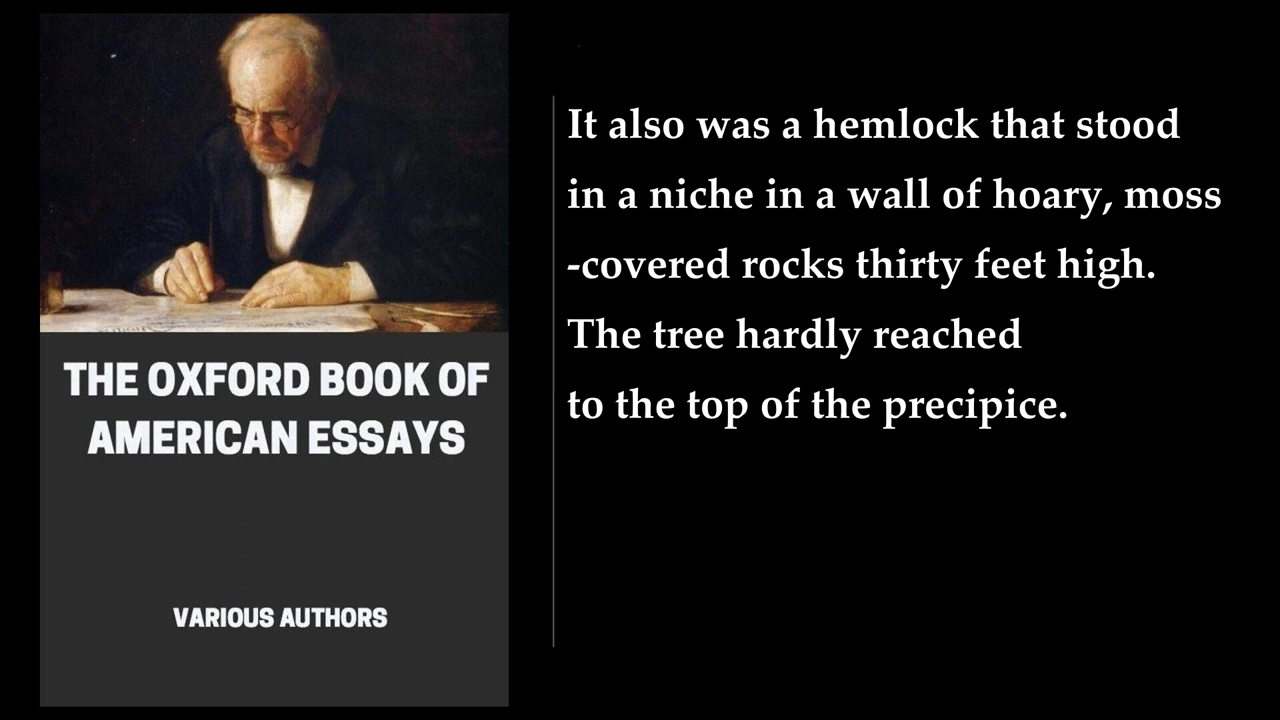 THE OXFORD BOOK OF
AMERICAN ESSAYS
VARIOUS AUTHORS
It also was a hemlock that stood
in a niche in a wall of hoary, moss
-covered rocks thirty feet high.
The tree hardly reached
to the top of the precipice.